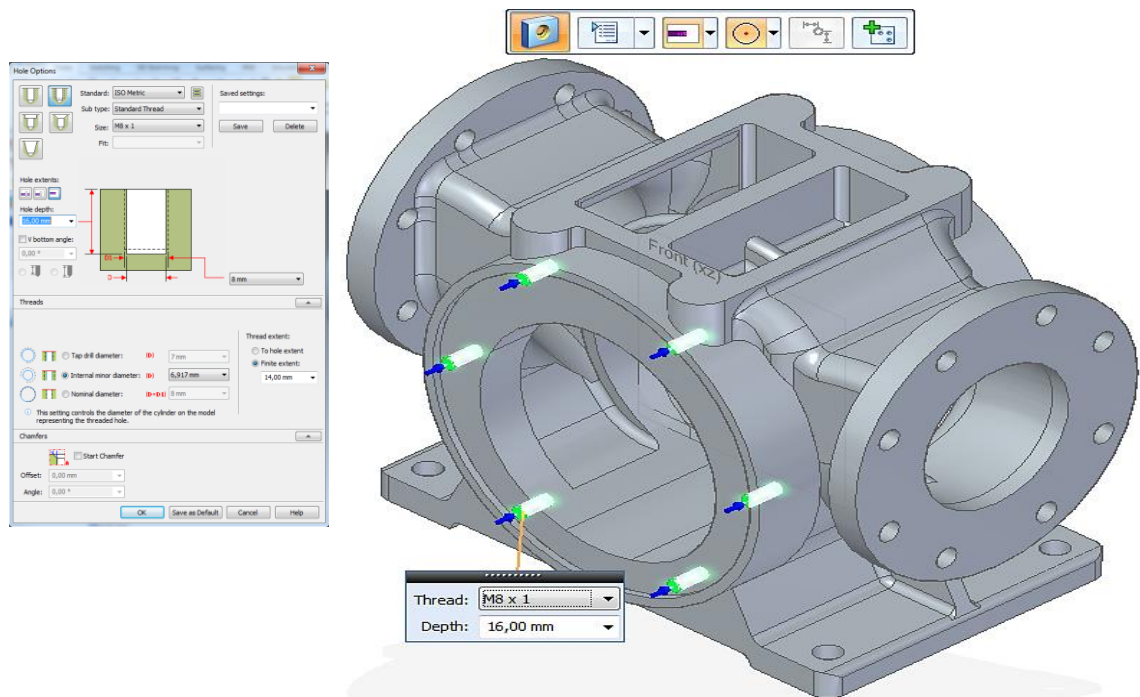 Hole Options
Standard: ISO Metric
Saved settings:
Sub type: Standard Thread
Size: M8 x 1
Save Delete
Fit:
Hole extents:
Hole depth:
16,00 mm
V bottom angle:
0,00 °
D1
D
8 mm
Threads
Thread extent:
Tap drill diameter: (D) 7 mm
To hole extent
Internal minor diameter: (D) 6,917 mm
Finite extent:
14,00 mm
Nominal diameter: (D=D1) 8 mm
This setting controls the diameter of the cylinder on the model
representing the threaded hole.
Chamfers
Start Chamfer
Offset: 0,00 mm
Angle: 0,00 °
OK Save as Default Cancel Help
Front (xz)
Thread: M8 x 1
Depth: 16,00 mm